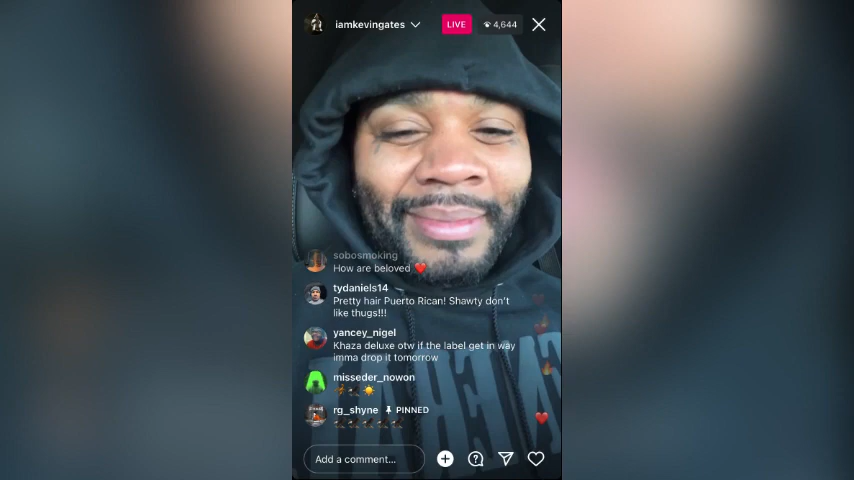 iamkevingates
LIVE
4,644
sobosmoking
How are beloved ❤️
tydaniels14
Pretty hair Puerto Rican! Shawty don't
like thugs!!!
yancey_nigel
Khaza deluxe otw if the label get in way
imma drop it tomorrow
misseder_nowon
rg_shyne PINNED
Add a comment...